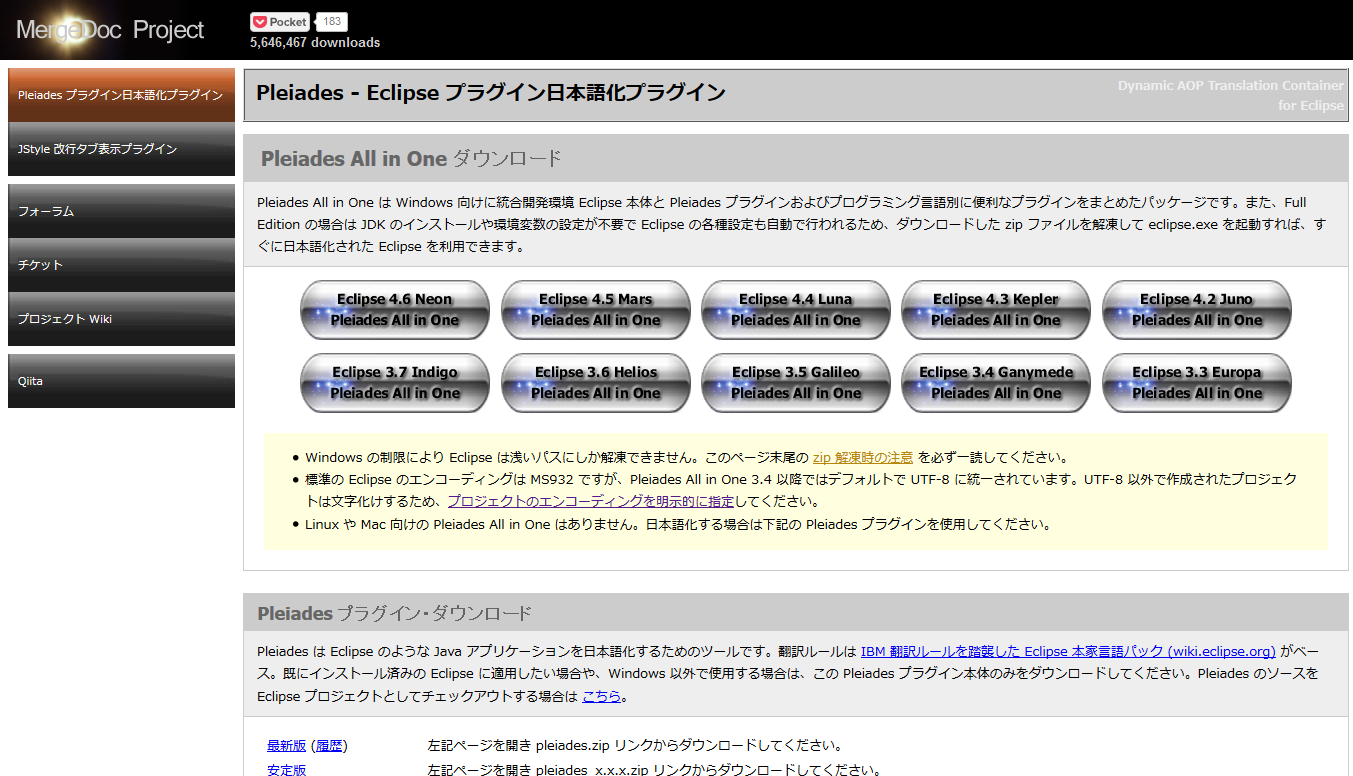 MergeDoc Project
Pocket 183
5,646,467 downloads
Pleiades プラグイン日本語化プラグイン
JStyle 改行タブ表示プラグイン
フォーラム
チケット
プロジェクト Wiki
Qiita
Pleiades - Eclipse プラグイン日本語化プラグイン
Dynamic AOP Translation Container
for Eclipse
Pleiades All in One ダウンロード
Pleiades All in One は Windows 向けに統合開発環境 Eclipse 本体と Pleiades プラグインおよびプログラミング言語別に便利なプラグインをまとめたパッケージです。また、Full
Edition の場合は JDK のインストールや環境変数の設定が不要で Eclipse の各種設定も自動で行われるため、ダウンロードした zip ファイルを解凍して eclipse.exe を起動すれば、す
ぐに日本語化された Eclipse を利用できます。
Eclipse 4.6 Neon
Pleiades All in One
Eclipse 4.5 Mars
Pleiades All in One
Eclipse 4.4 Luna
Pleiades All in One
Eclipse 4.3 Kepler
Pleiades All in One
Eclipse 4.2 Juno
Pleiades All in One
Eclipse 3.7 Indigo
Pleiades All in One
Eclipse 3.6 Helios
Pleiades All in One
Eclipse 3.5 Galileo
Pleiades All in One
Eclipse 3.4 Ganymede
Pleiades All in One
Eclipse 3.3 Europa
Pleiades All in One
● Windows の制限により Eclipse は浅いパスにしか解凍できません。このページ末尾の zip 解凍時の注意 を必ず一読してください。
● 標準の Eclipse のエンコーディングは MS932 ですが、Pleiades All in One 3.4 以降ではデフォルトで UTF-8 に統一されています。UTF-8 以外で作成されたプロジェク
トは文字化けするため、プロジェクトのエンコーディングを明示的に指定してください。
● Linux や Mac 向けの Pleiades All in One はありません。日本語化する場合は下記の Pleiades プラグインを使用してください。
Pleiades プラグイン・ダウンロード
Pleiades は Eclipse のような Java アプリケーションを日本語化するためのツールです。翻訳ルールは IBM 翻訳ルールを踏襲した Eclipse 本家言語パック (wiki.eclipse.org) がベー
ス。既にインストール済みの Eclipse に適用したい場合や、Windows 以外で使用する場合は、この Pleiades プラグイン本体のみをダウンロードしてください。Pleiades のソースを
Eclipse プロジェクトとしてチェックアウトする場合は こちら。
最新版 (履歴) 左記ページを開き pleiades.zip リンクからダウンロードしてください。
安定版 左記ページを開き pleiades_x.x.x.zip リンクからダウンロードしてください。